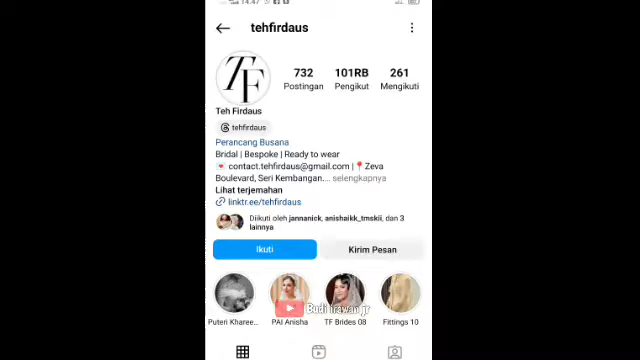 14.47
tehfirdaus
TF
732 101RB 261
Postingan Pengikut Mengikuti
Teh Firdaus
tehfirdaus
Perancang Busana
Bridal | Bespoke | Ready to wear
💌 contact.tehfirdaus@gmail.com |📍Zeva
Boulevard, Seri Kembangan.... selengkapnya
Lihat terjemahan
linktr.ee/tehfirdaus
Diikuti oleh jannanick, anishaikk_tmskii, dan 3
lainnya
Ikuti Kirim Pesan
Budi irawan jr
Puteri Kharee... PAI Anisha TF Brides 08 Fittings 10